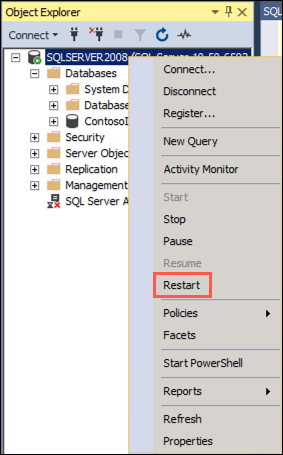 Object Explorer
SQL
Connect
SQLSERVER2008 (SQL Server 10.50.6592
Databases
System D
Database
ContosoI
Security
Server Objec
Replication
Management
SQL Server A
Connect...
Disconnect
Register...
New Query
Activity Monitor
Start
Stop
Pause
Resume
Restart
Policies
Facets
Start PowerShell
Reports
Refresh
Properties